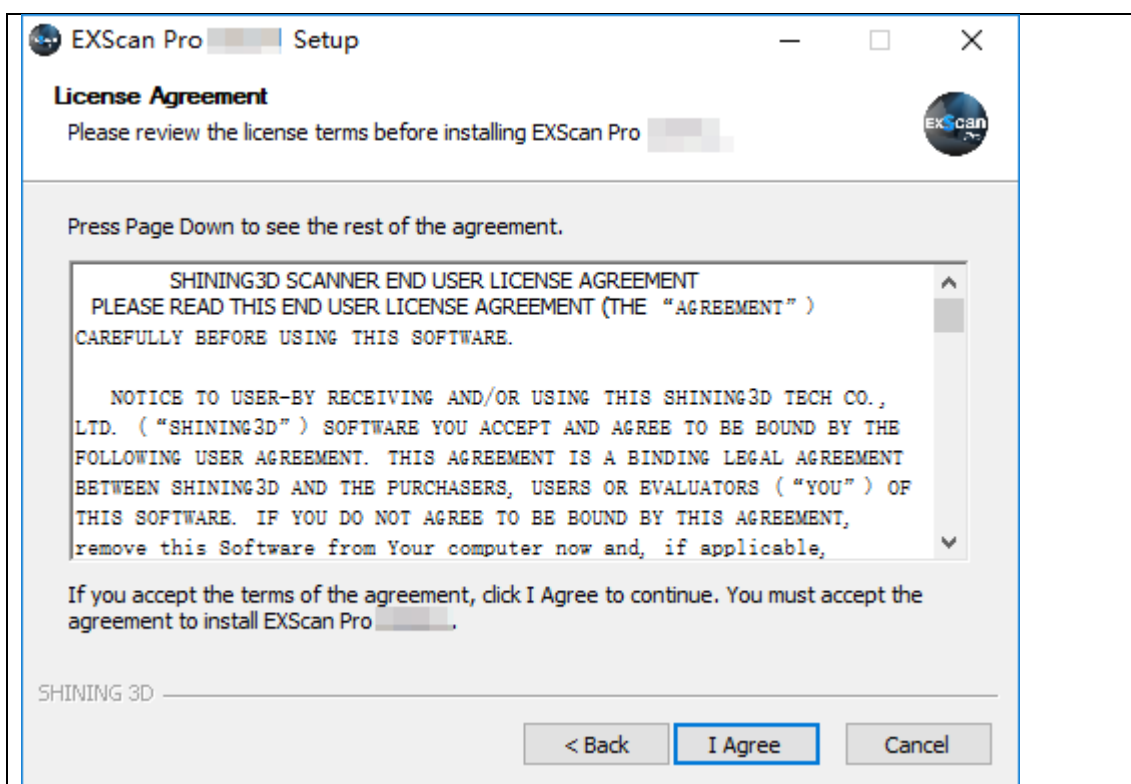 EXScan Pro Setup
License Agreement
Please review the license terms before installing EXScan Pro
EXScan
Pro
Press Page Down to see the rest of the agreement.
SHINING3D SCANNER END USER LICENSE AGREEMENT
PLEASE READ THIS END USER LICENSE AGREEMENT (THE “AGREEMENT”)
CAREFULLY BEFORE USING THIS SOFTWARE.
NOTICE TO USER-BY RECEIVING AND/OR USING THIS SHINING3D TECH CO.,
LTD. (“SHINING3D”) SOFTWARE YOU ACCEPT AND AGREE TO BE BOUND BY THE
FOLLOWING USER AGREEMENT. THIS AGREEMENT IS A BINDING LEGAL AGREEMENT
BETWEEN SHINING3D AND THE PURCHASERS, USERS OR EVALUATORS (“YOU”) OF
THIS SOFTWARE. IF YOU DO NOT AGREE TO BE BOUND BY THIS AGREEMENT,
remove this Software from Your computer now and, if applicable,
If you accept the terms of the agreement, click I Agree to continue. You must accept the
agreement to install EXScan Pro .
SHINING 3D
< Back I Agree Cancel